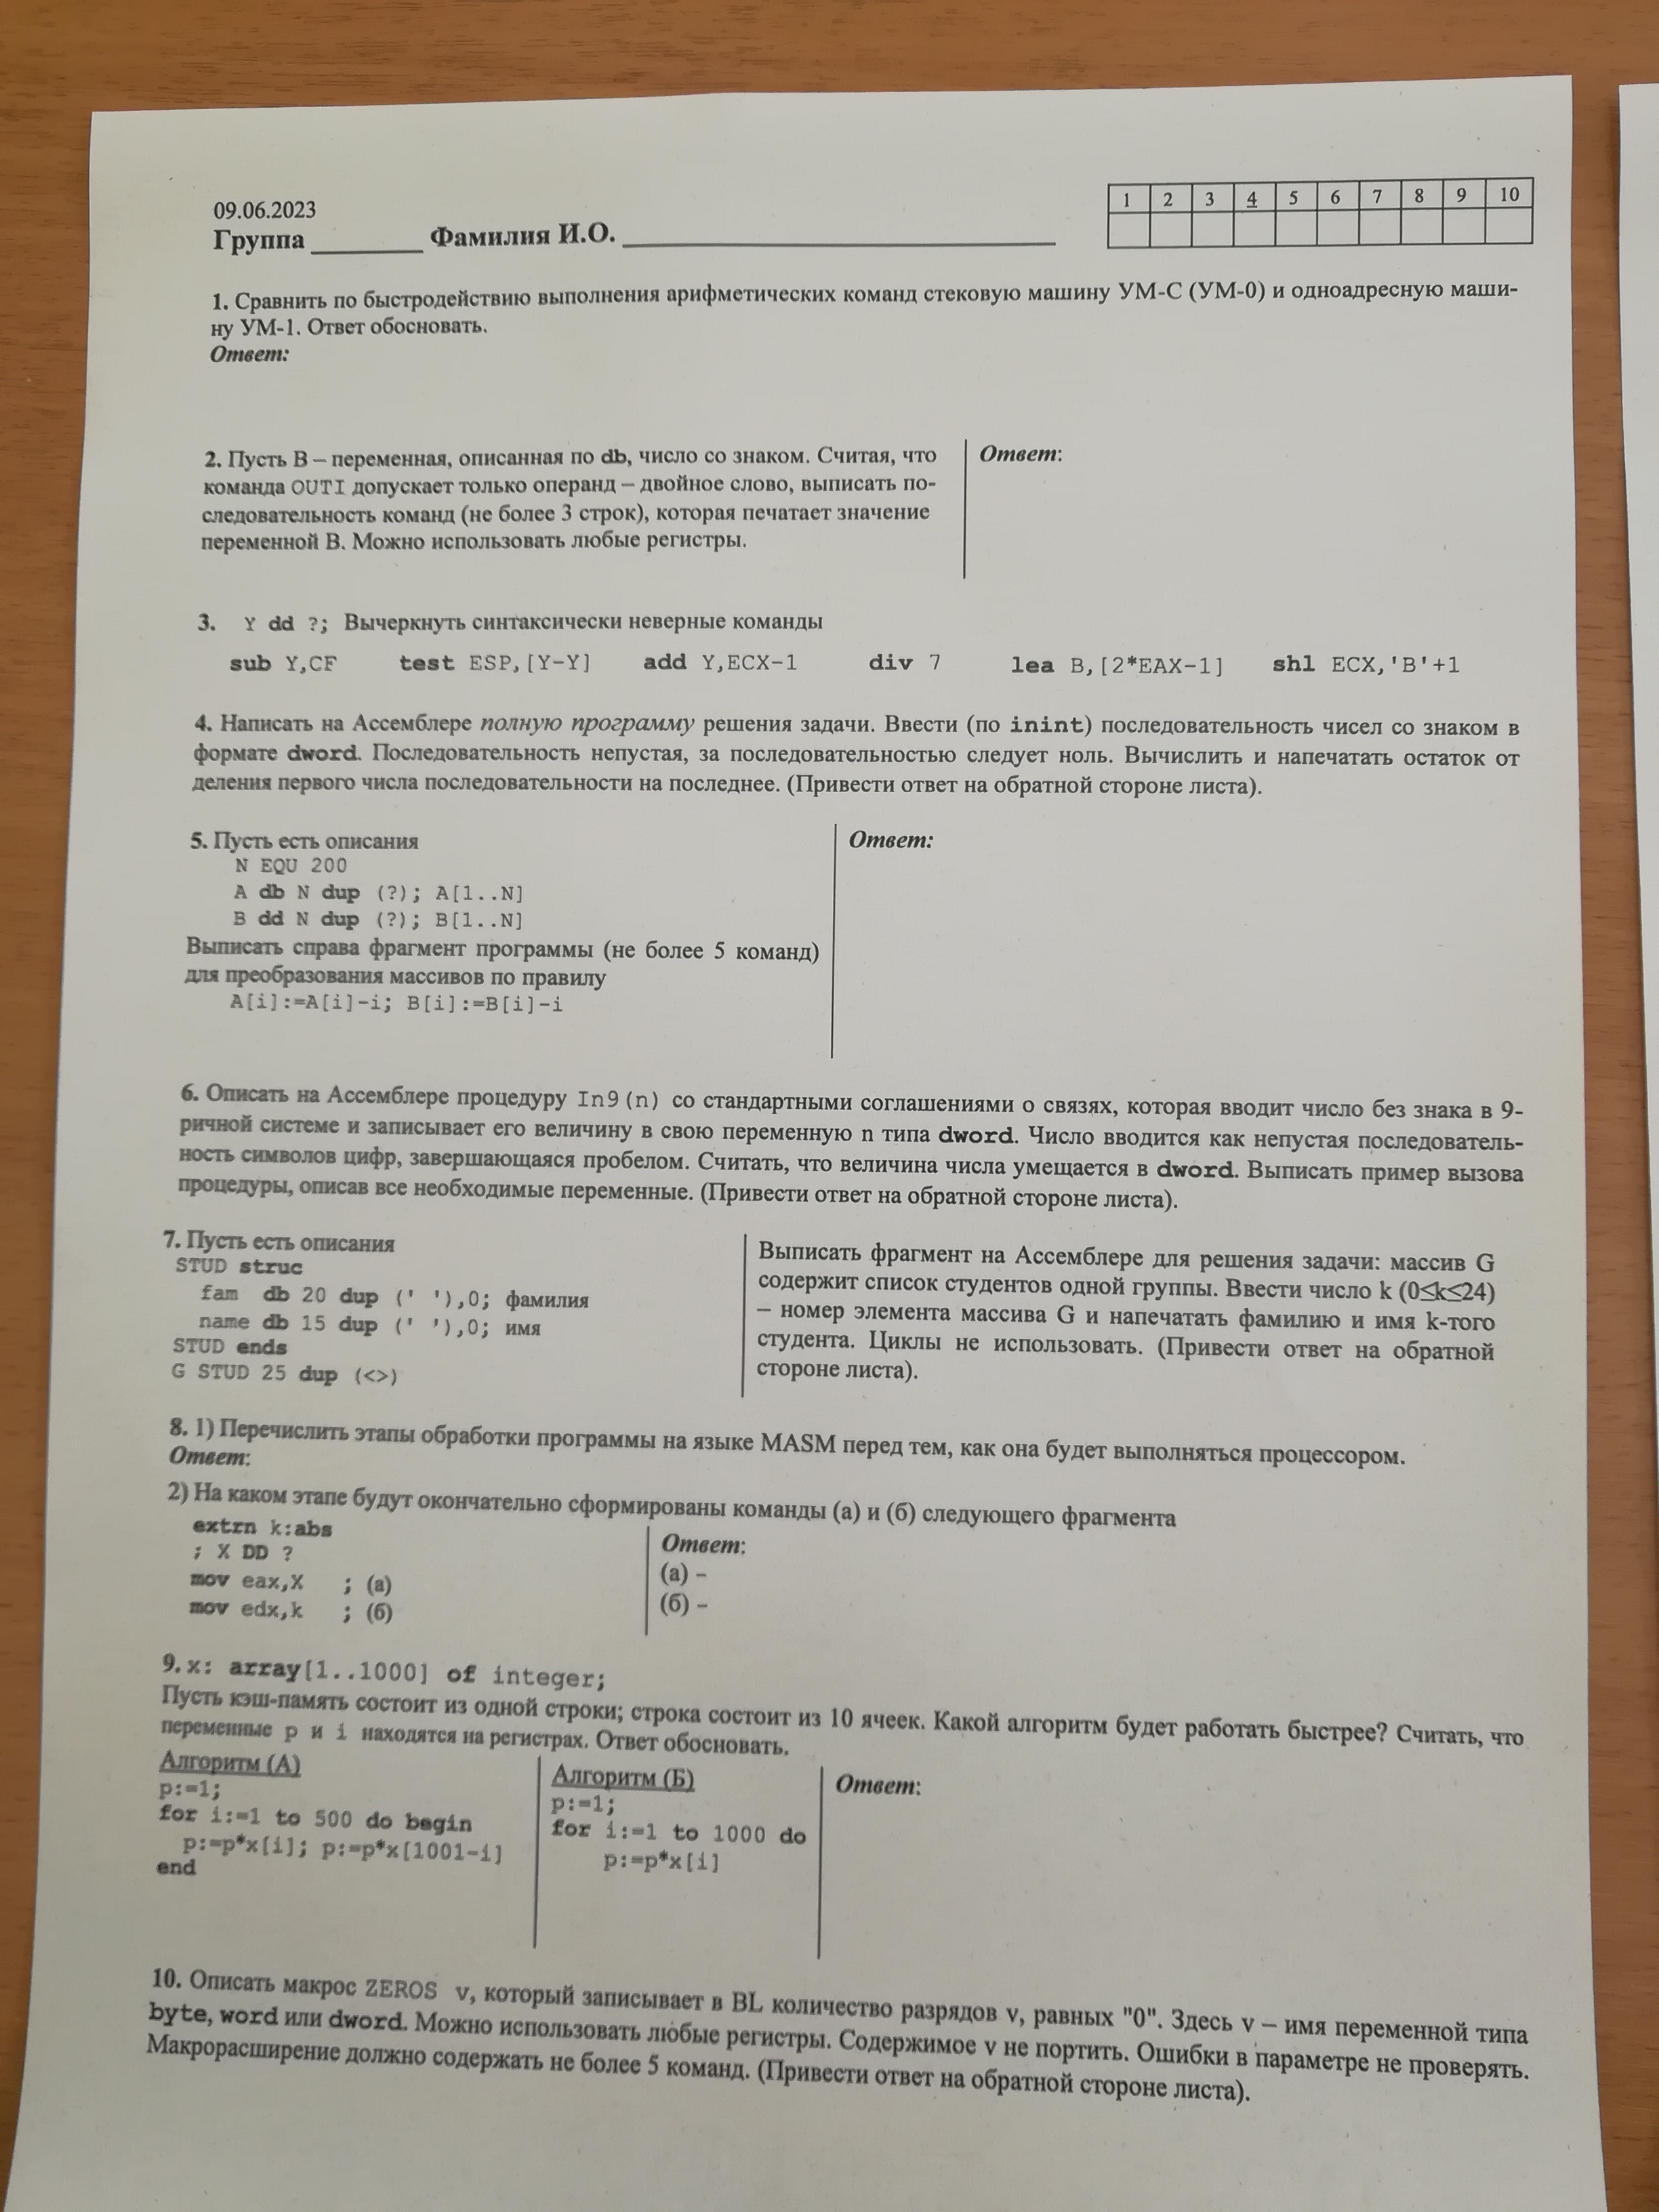 09.06.2023
Группа ________ Фамилия И.О. ______________________________
1 2 3 4 5 6 7 8 9 10
1. Сравнить по быстродействию выполнения арифметических команд стековую машину УМ-С (УМ-0) и одноадресную маши-
ну УМ-1. Ответ обосновать.
Ответ:
2. Пусть B – переменная, описанная по db, число со знаком. Считая, что
команда OUTI допускает только операнд – двойное слово, выписать по-
следовательность команд (не более 3 строк), которая печатает значение
переменной B. Можно использовать любые регистры.
Ответ:
3. Y dd ?; Вычеркнуть синтаксически неверные команды
sub Y,CF test ESP,[Y-Y] add Y,ECX-1 div 7 lea B,[2*EAX-1] shl ECX,'B'+1
4. Написать на Ассемблере полную программу решения задачи. Ввести (по inint) последовательность чисел со знаком в
формате dword. Последовательность непустая, за последовательностью следует ноль. Вычислить и напечатать остаток от
деления первого числа последовательности на последнее. (Привести ответ на обратной стороне листа).
5. Пусть есть описания
N EQU 200
A db N dup (?); A[1..N]
B dd N dup (?); B[1..N]
Выписать справа фрагмент программы (не более 5 команд)
для преобразования массивов по правилу
A[i]:=A[i]-i; B[i]:=B[i]-i
Ответ:
6. Описать на Ассемблере процедуру In9(n) со стандартными соглашениями о связях, которая вводит число без знака в 9-
ричной системе и записывает его величину в свою переменную n типа dword. Число вводится как непустая последователь-
ность символов цифр, завершающаяся пробелом. Считать, что величина числа умещается в dword. Выписать пример вызова
процедуры, описав все необходимые переменные. (Привести ответ на обратной стороне листа).
7. Пусть есть описания
STUD struc
fam db 20 dup (' '),0; фамилия
name db 15 dup (' '),0; имя
STUD ends
G STUD 25 dup (<>)
Выписать фрагмент на Ассемблере для решения задачи: массив G
содержит список студентов одной группы. Ввести число k (0≤k≤24)
– номер элемента массива G и напечатать фамилию и имя k-того
студента. Циклы не использовать. (Привести ответ на обратной
стороне листа).
8. 1) Перечислить этапы обработки программы на языке MASM перед тем, как она будет выполняться процессором.
Ответ:
2) На каком этапе будут окончательно сформированы команды (а) и (б) следующего фрагмента
extrn k:abs
; X DD ?
mov eax,X ; (а)
mov edx,k ; (б)
Ответ:
(а) –
(б) –
9. x: array[1..1000] of integer;
Пусть кэш-память состоит из одной строки; строка состоит из 10 ячеек. Какой алгоритм будет работать быстрее? Считать, что
переменные p и i находятся на регистрах. Ответ обосновать.
Алгоритм (А)
p:=1;
for i:=1 to 500 do begin
p:=p*x[i]; p:=p*x[1001-i]
end
Алгоритм (Б)
p:=1;
for i:=1 to 1000 do
p:=p*x[i]
Ответ:
10. Описать макрос ZEROS v, который записывает в BL количество разрядов v, равных "0". Здесь v – имя переменной типа
byte, word или dword. Можно использовать любые регистры. Содержимое v не портить. Ошибки в параметре не проверять.
Макрорасширение должно содержать не более 5 команд. (Привести ответ на обратной стороне листа).